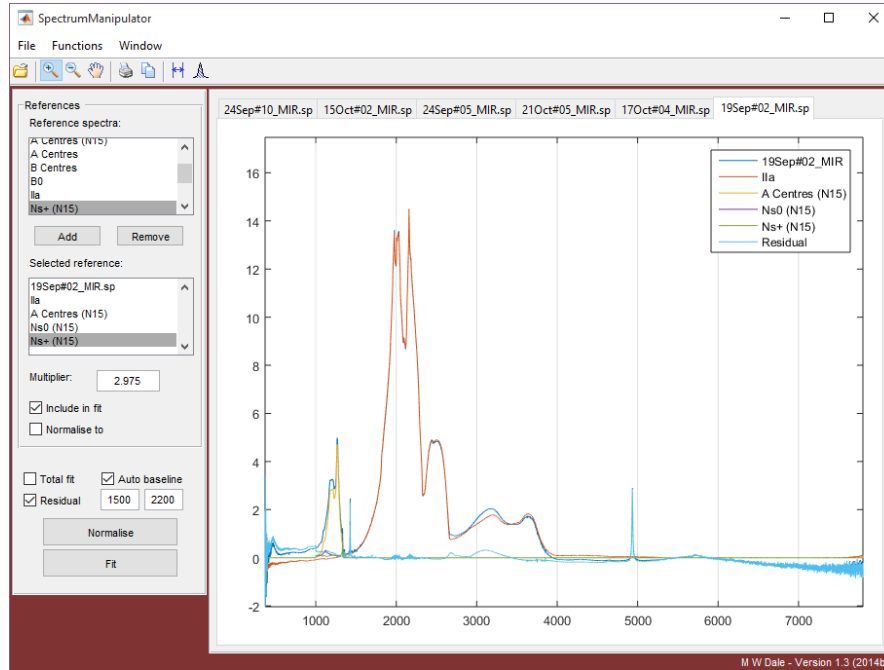 SpectrumManipulator
File Functions Window
References
Reference spectra:
A Centres (N15)
A Centres
B Centres
B0
IIa
Ns+ (N15)
Add Remove
Selected reference:
19Sep#02_MIR.sp
IIa
A Centres (N15)
Ns0 (N15)
Ns+ (N15)
Multiplier: 2.975
Include in fit
Normalise to
Total fit Auto baseline
Residual 1500 2200
Normalise
Fit
24Sep#10_MIR.sp 15Oct#02_MIR.sp 24Sep#05_MIR.sp 21Oct#05_MIR.sp 17Oct#04_MIR.sp 19Sep#02_MIR.sp
19Sep#02_MIR
IIa
A Centres (N15)
Ns0 (N15)
Ns+ (N15)
Residual
16
14
12
10
8
6
4
2
0
-2
1000 2000 3000 4000 5000 6000 7000
M W Dale - Version 1.3 (2014b